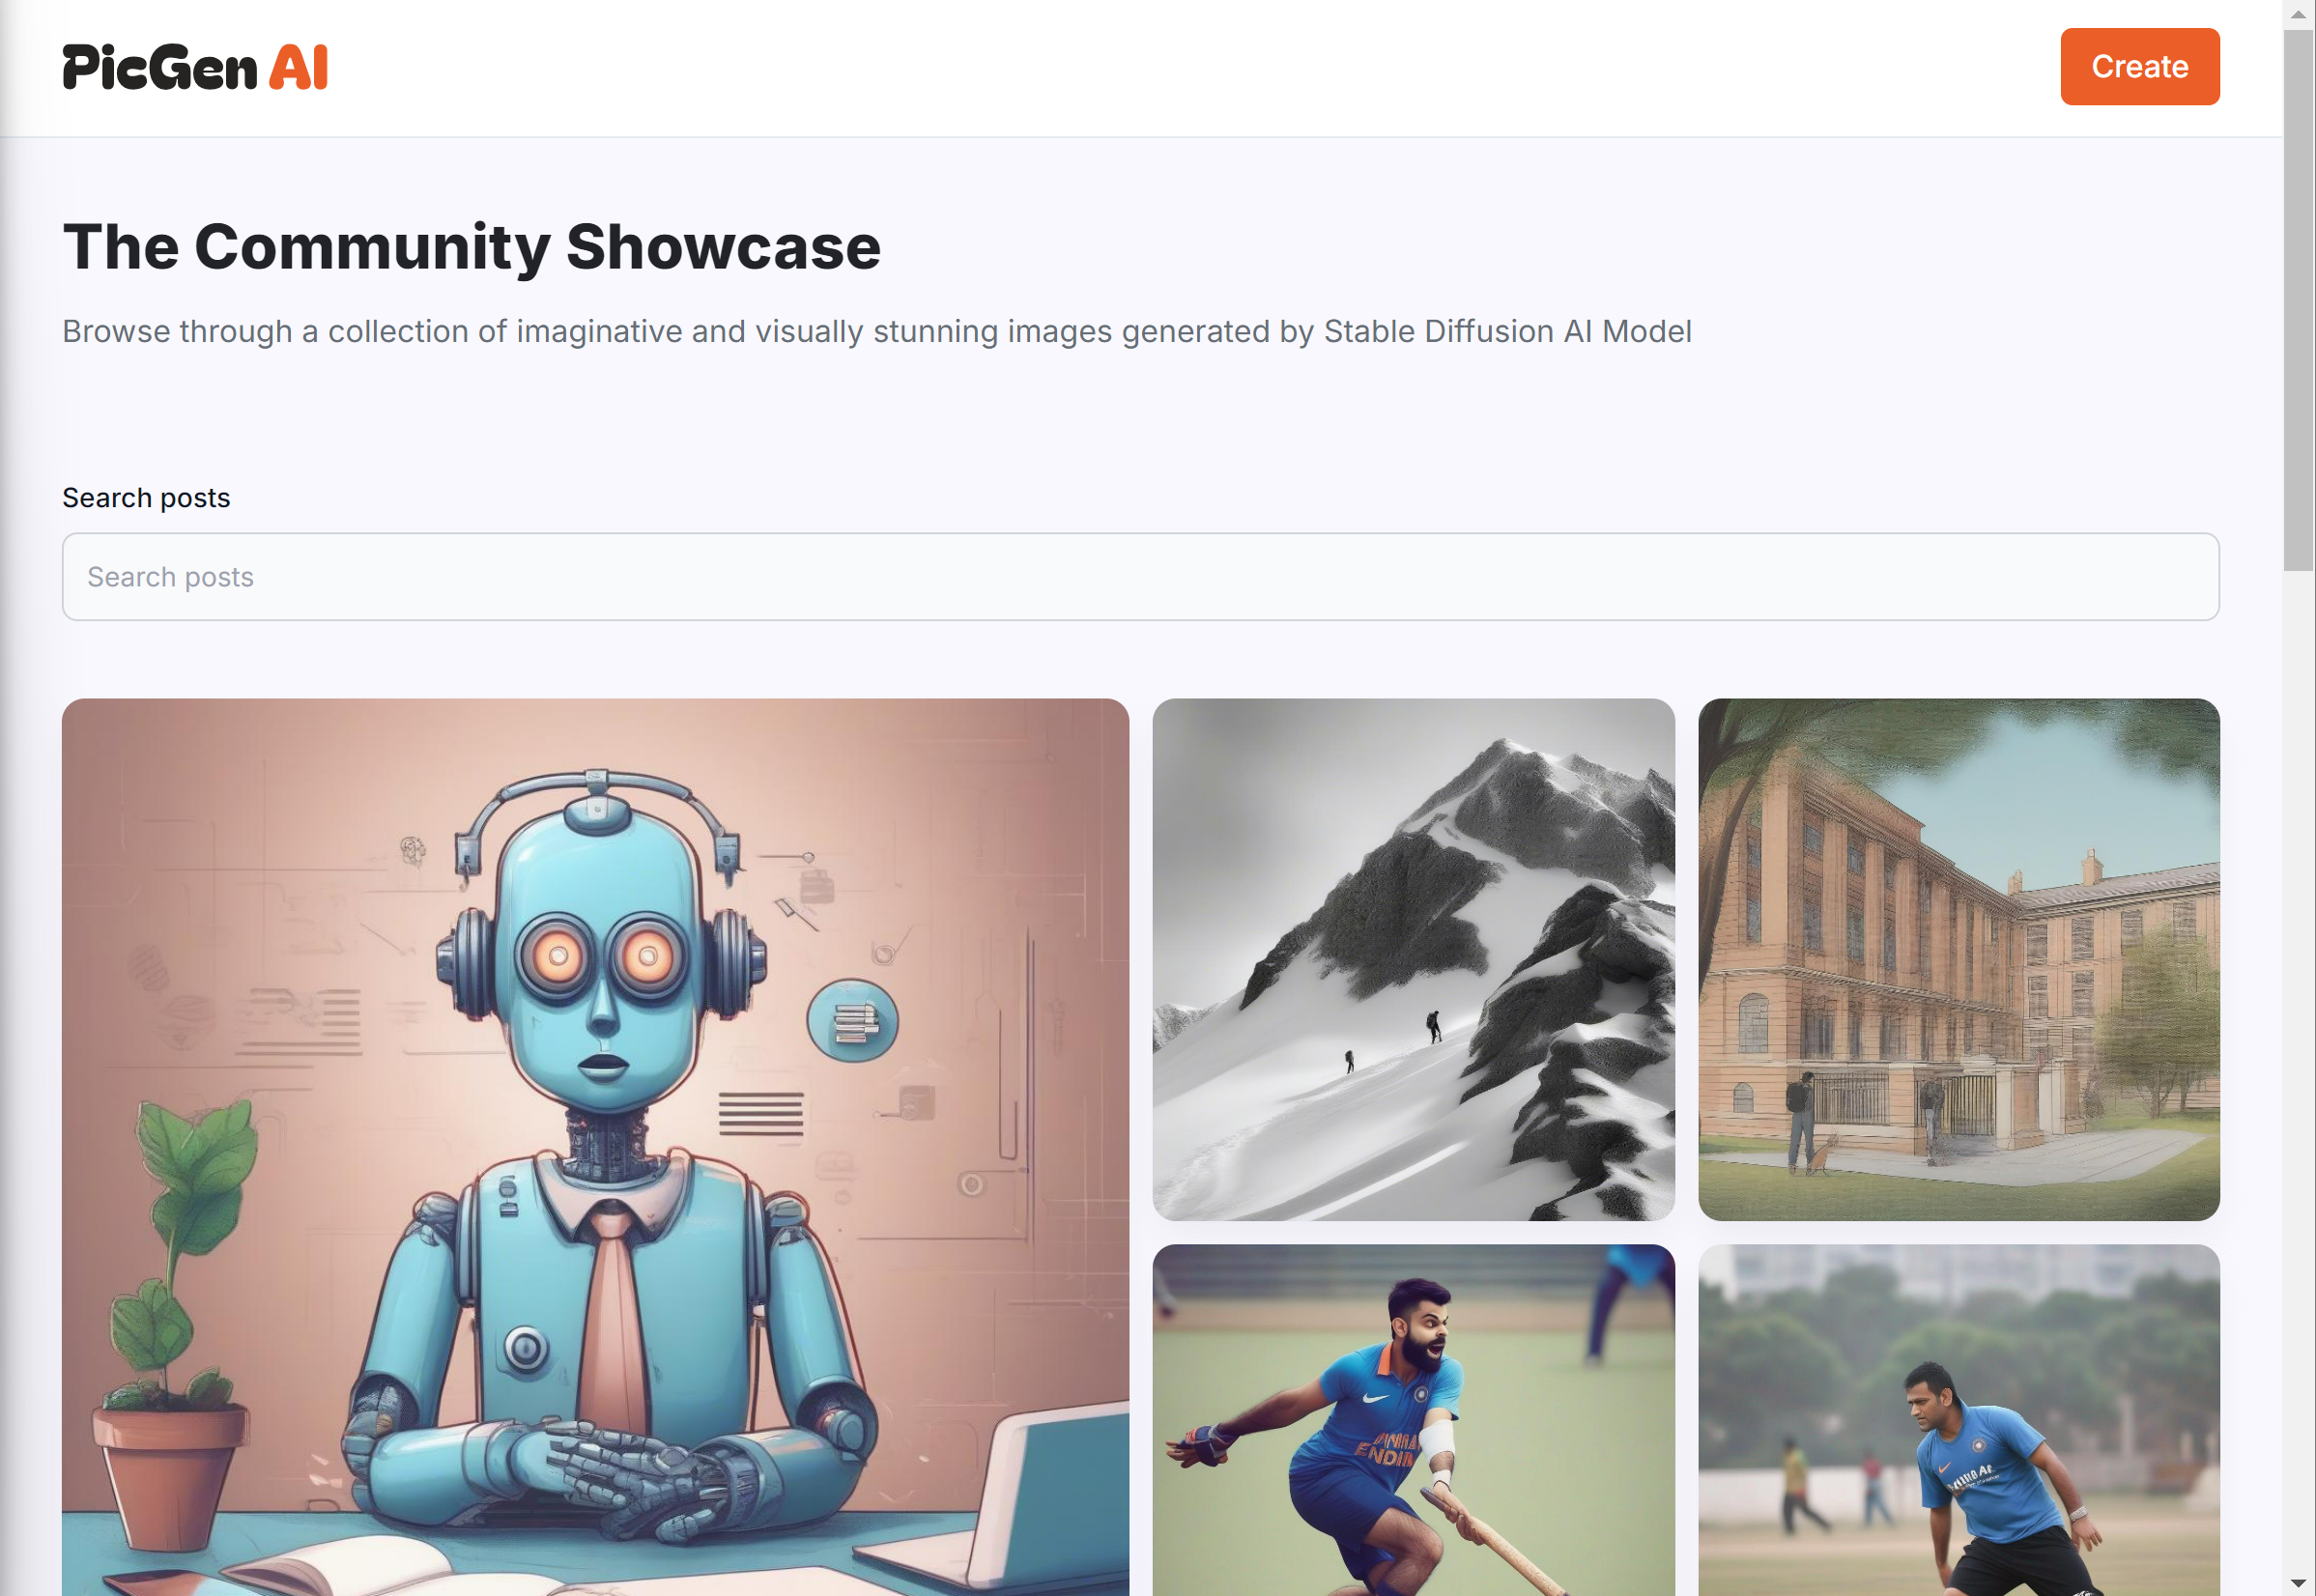 PicGen AI
Create
The Community Showcase
Browse through a collection of imaginative and visually stunning images generated by Stable Diffusion AI Model
Search posts
Search posts